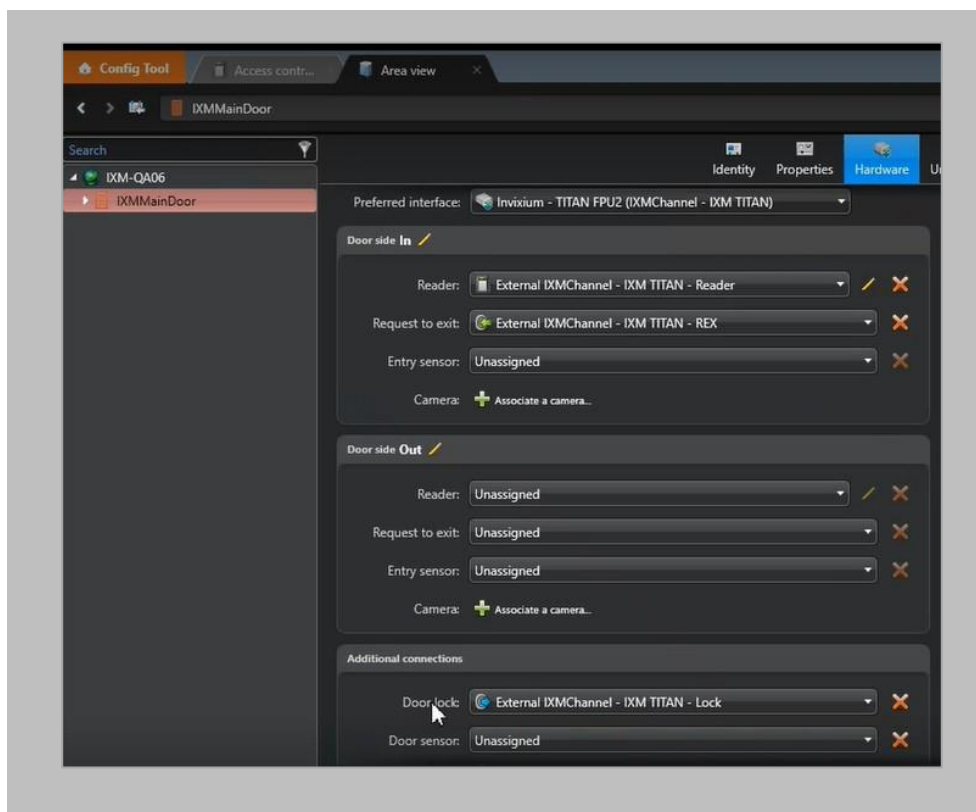 Config Tool
Access contr...
Area view
IXMMainDoor
Search
IXM-QA06
IXMMainDoor
Identity
Properties
Hardware
Preferred interface: Invixium - TITAN FPU2 (IXMChannel - IXM TITAN)
Door side In
Reader: External IXMChannel - IXM TITAN - Reader
Request to exit: External IXMChannel - IXM TITAN - REX
Entry sensor: Unassigned
Camera: Associate a camera...
Door side Out
Reader: Unassigned
Request to exit: Unassigned
Entry sensor: Unassigned
Camera: Associate a camera...
Additional connections
Door lock: External IXMChannel - IXM TITAN - Lock
Door sensor: Unassigned